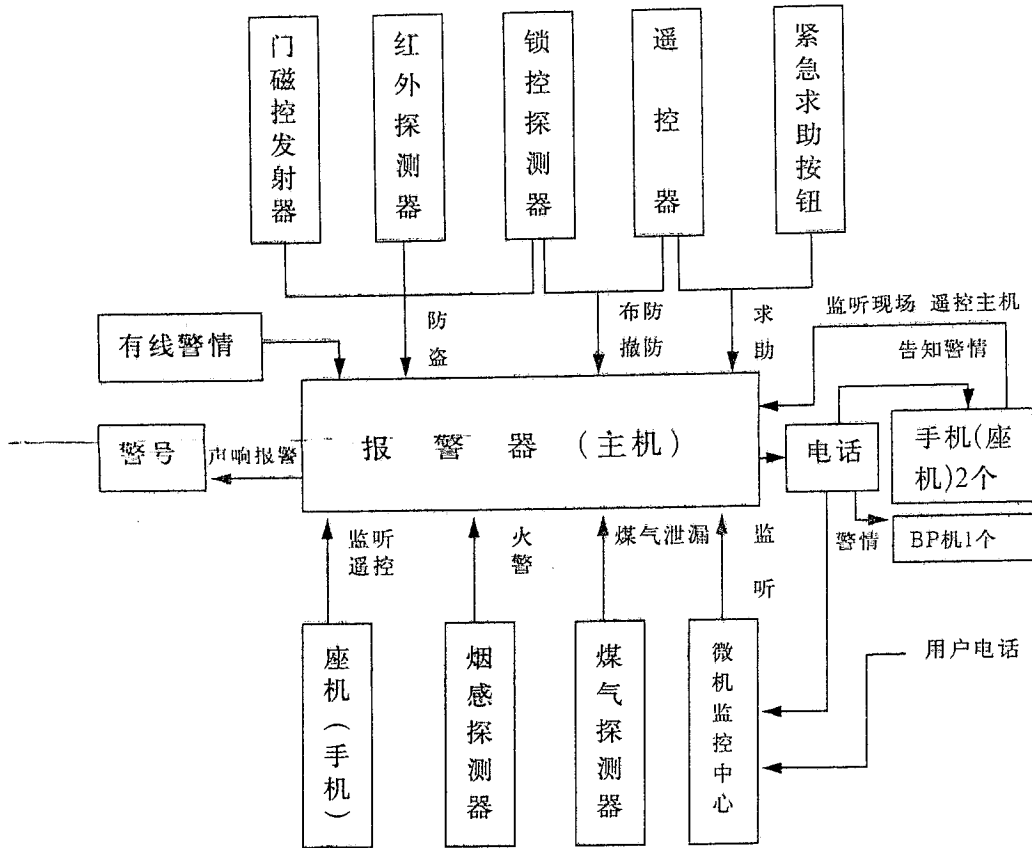 门磁控发射器
红外探测器
锁控探测器
遥控器
紧急求助按钮
监听现场 遥控主机
防盗
布防
撤防
求助
告知警情
有线警情
警号
声响报警
报警器(主机)
电话
手机(座
机)2个
监听
遥控
火警
煤气泄漏
监听
警情
BP机1个
座机(手机)
烟感探测器
煤气探测器
微机监控中心
用户电话